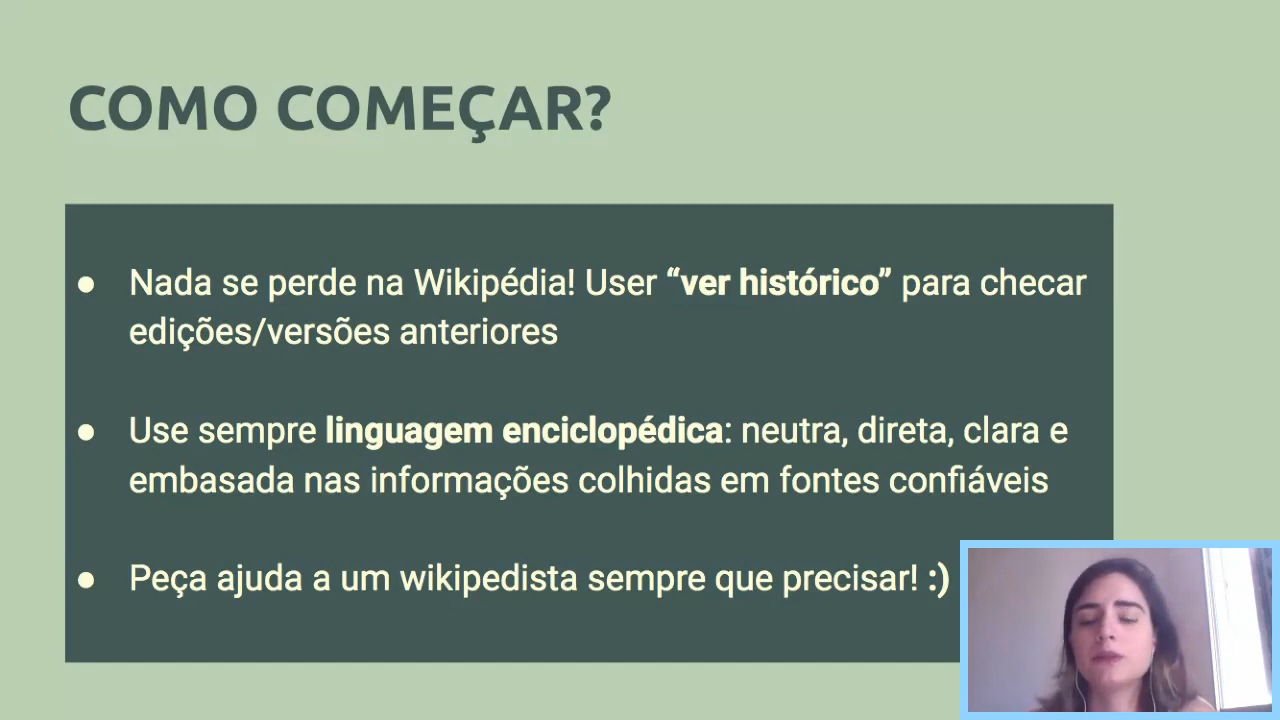 COMO COMEÇAR?
● Nada se perde na Wikipédia! User “ver histórico” para checar
edições/versões anteriores
● Use sempre linguagem enciclopédica: neutra, direta, clara e
embasada nas informações colhidas em fontes confiáveis
● Peça ajuda a um wikipedista sempre que precisar! :)